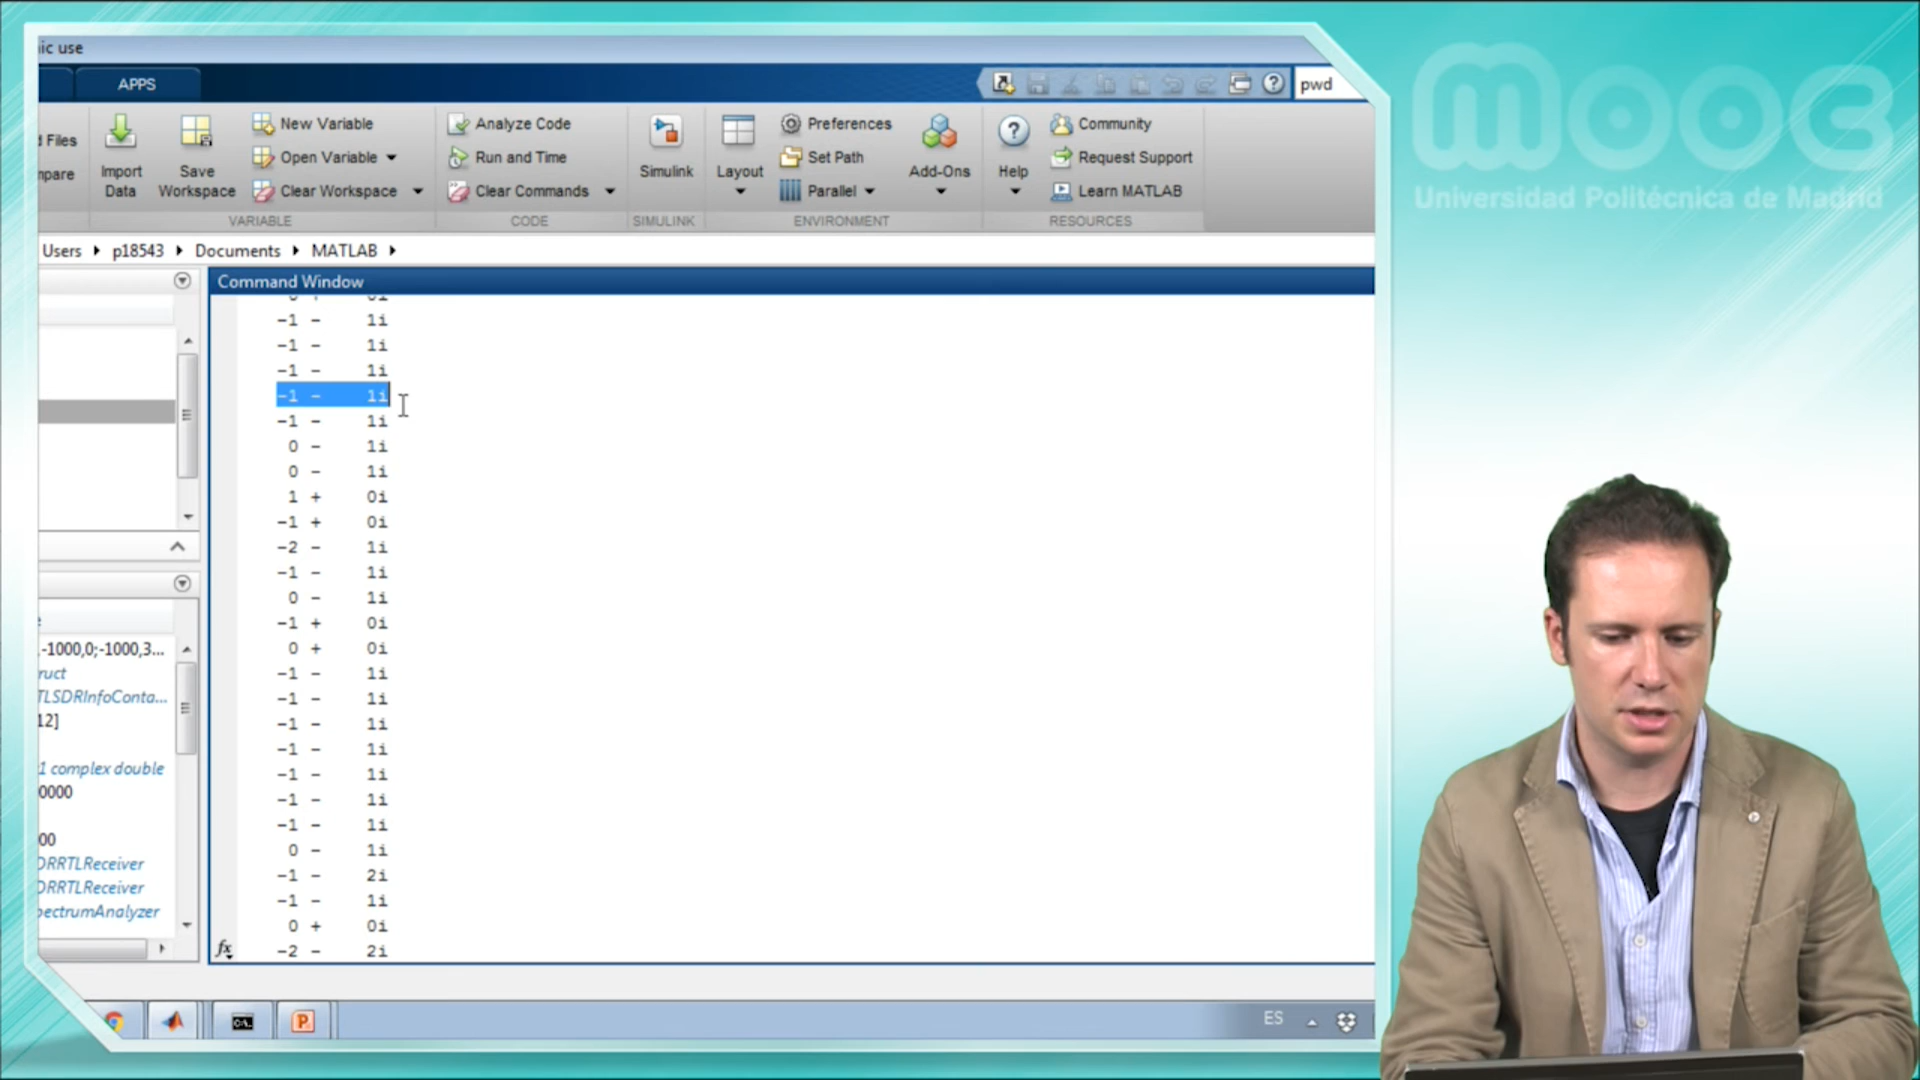 ic use
APPS
pwd
Files
pare
Import Data
Save Workspace
New Variable
Open Variable
Clear Workspace
Analyze Code
Run and Time
Clear Commands
Simulink
Layout
Preferences
Set Path
Parallel
Add-Ons
Help
Community
Request Support
Learn MATLAB
VARIABLE
CODE
SIMULINK
ENVIRONMENT
RESOURCES
Users p18543 Documents MATLAB
Command Window
-1 - 1i
-1 - 1i
-1 - 1i
-1 - 1i
-1 - 1i
0 - 1i
0 - 1i
1 + 0i
-1 + 0i
-2 - 1i
-1 - 1i
0 - 1i
-1 + 0i
0 + 0i
-1 - 1i
-1 - 1i
-1 - 1i
-1 - 1i
-1 - 1i
-1 - 1i
-1 - 1i
0 - 1i
-1 - 2i
-1 - 1i
0 + 0i
-2 - 2i
fx
,-1000,0;-1000,3...
ruct
TLSDRInfoConta...
12]
1 complex double
0000
00
DRRTLReceiver
DRRTLReceiver
pectrumAnalyzer
ES
mooc
Universidad Politécnica de Madrid